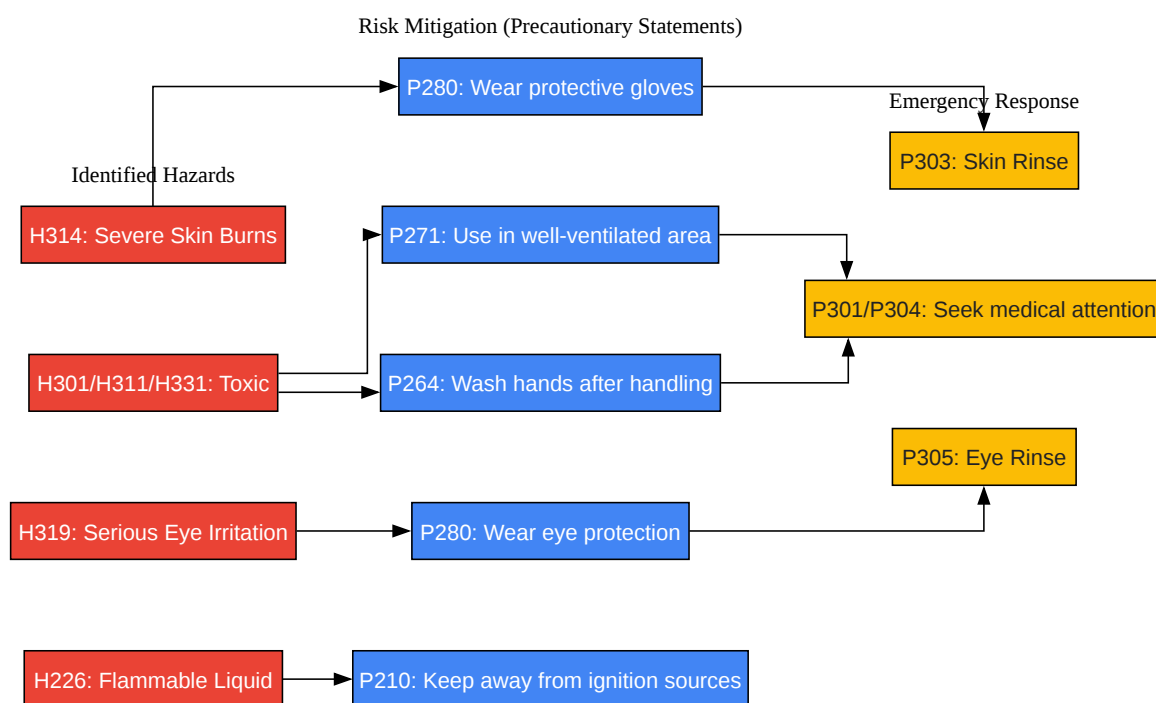 Risk Mitigation (Precautionary Statements)
P280: Wear protective gloves
Emergency Response
P303: Skin Rinse
Identified Hazards
H314: Severe Skin Burns
P271: Use in well-ventilated area
P301/P304: Seek medical attention
H301/H311/H331: Toxic
P264: Wash hands after handling
P305: Eye Rinse
H319: Serious Eye Irritation
P280: Wear eye protection
H226: Flammable Liquid
P210: Keep away from ignition sources